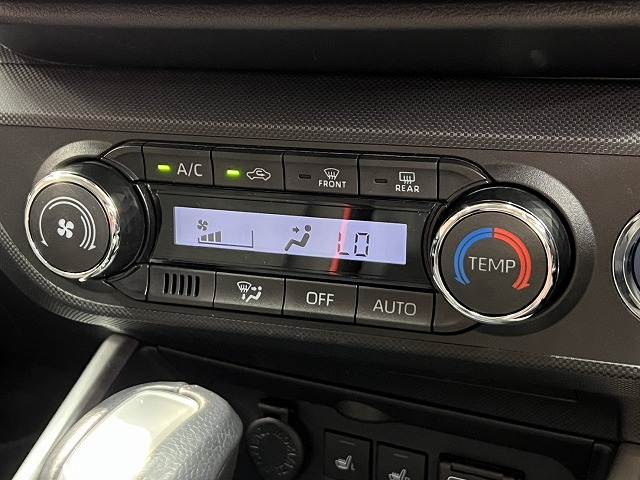 A/C
FRONT
REAR
LO
TEMP
OFF
AUTO